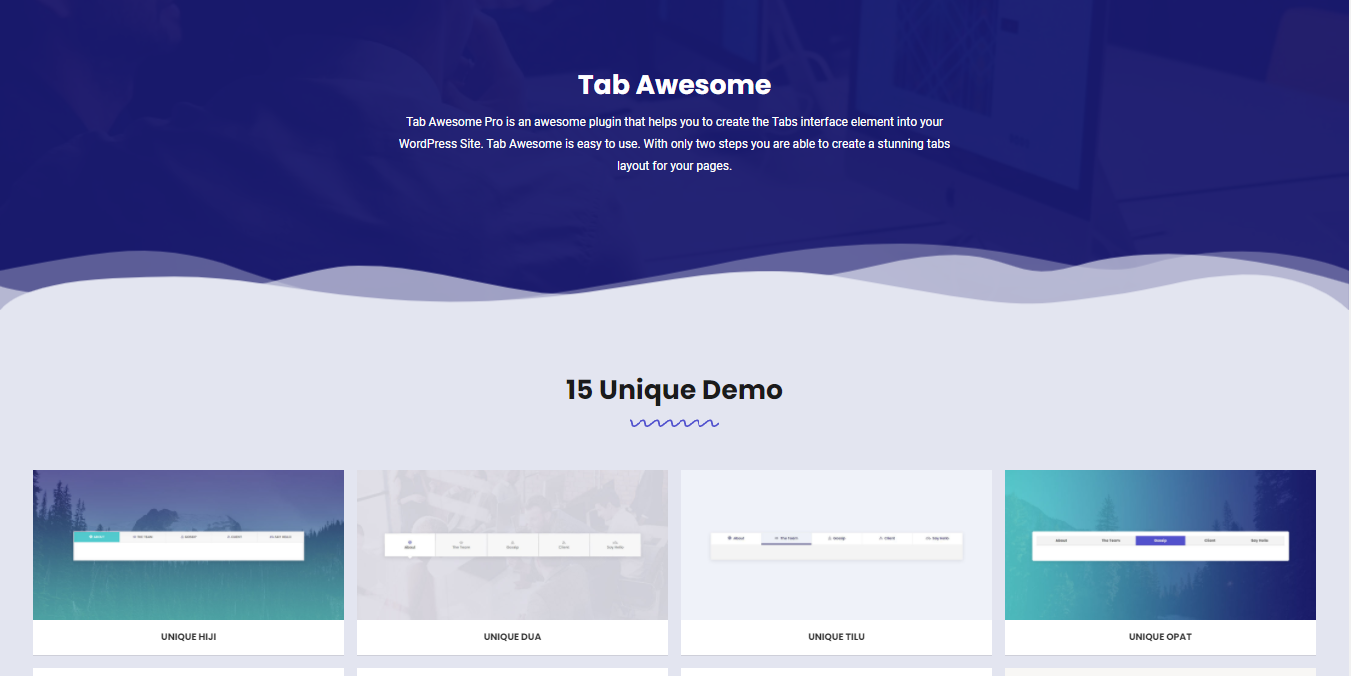 Tab Awesome
Tab Awesome Pro is an awesome plugin that helps you to create the Tabs interface element into your
WordPress Site. Tab Awesome is easy to use. With only two steps you are able to create a stunning tabs
layout for your pages.
15 Unique Demo
ABOUT THE TEAM GOSSIP CLIENT SAY HELLO
About The Team Gossip Client Say Hello
About The Team Gossip Client Say Hello
About The Team Gossip Client Say Hello
UNIQUE HIJI
UNIQUE DUA
UNIQUE TILU
UNIQUE OPAT